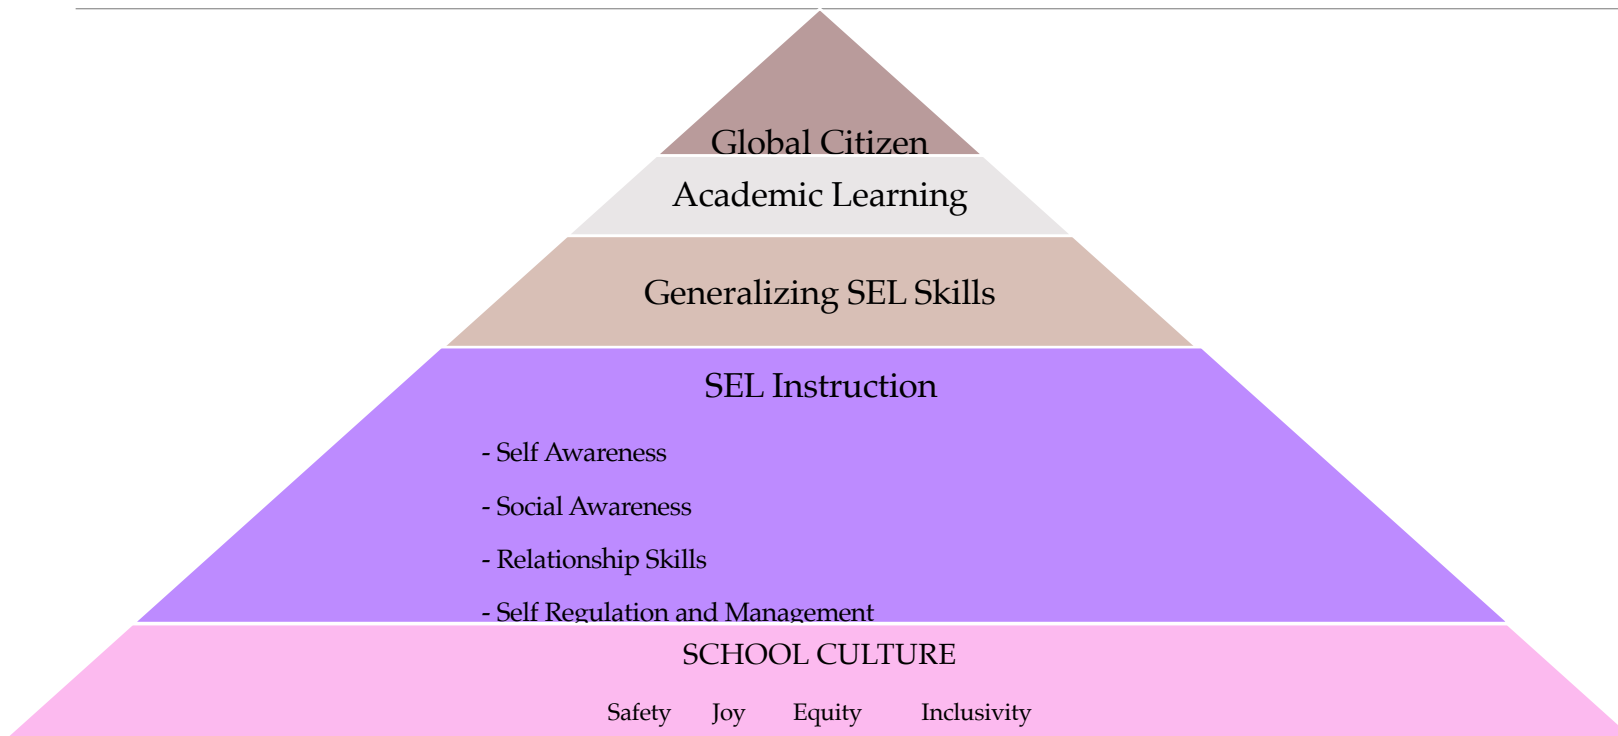 Global Citizen
Academic Learning
Generalizing SEL Skills
SEL Instruction
- Self Awareness
- Social Awareness
- Relationship Skills
- Self Regulation and Management
SCHOOL CULTURE
Safety Joy Equity Inclusivity